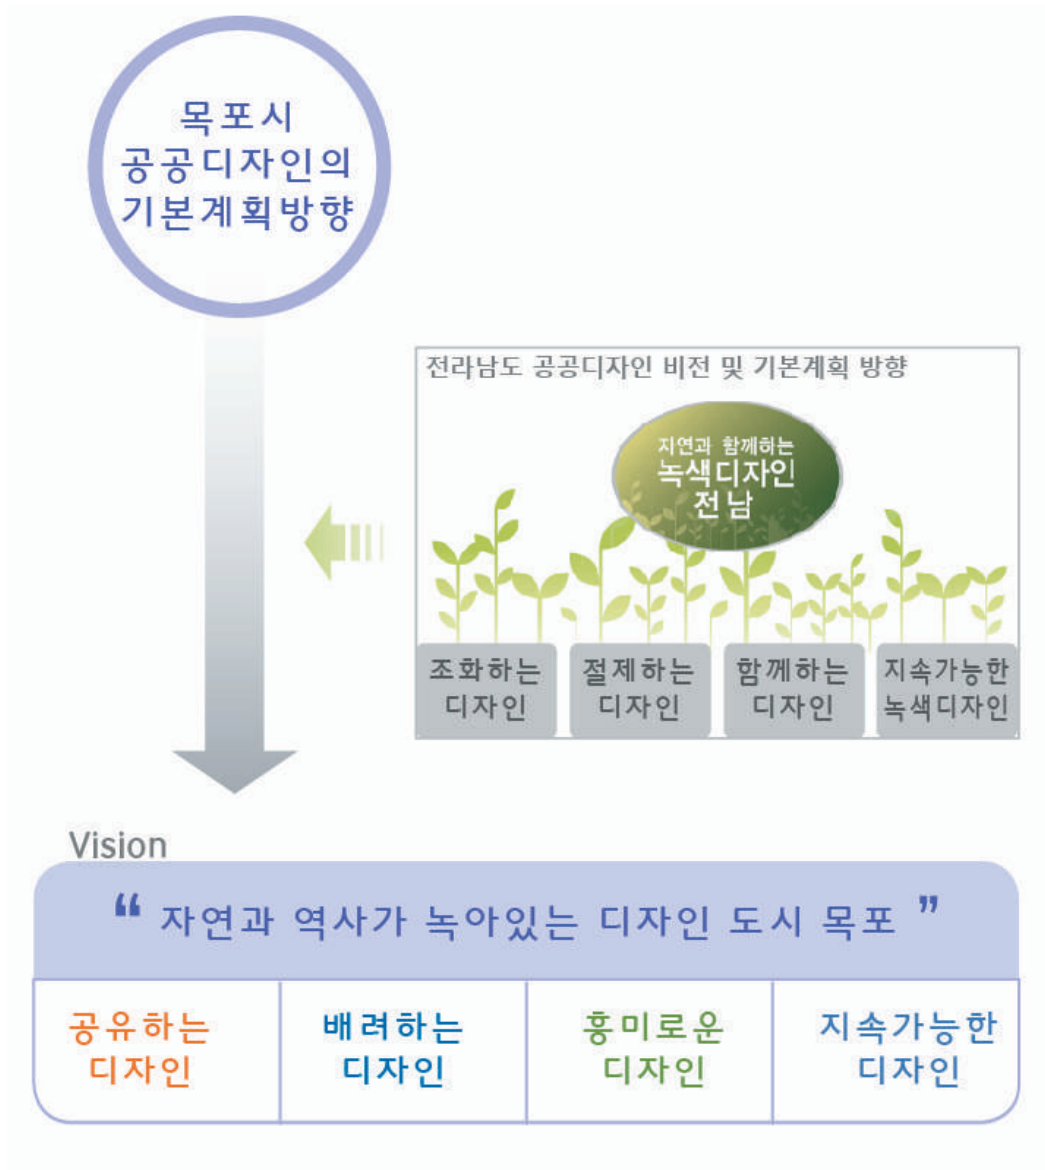 목포시
공공디자인의
기본계획방향
전라남도 공공디자인 비전 및 기본계획 방향
자연과 함께하는
녹색디자인
전남
조화하는
디자인
절제하는
디자인
함께하는
디자인
지속가능한
녹색디자인
Vision
“ 자연과 역사가 녹아있는 디자인 도시 목포 ”
공유하는
디자인
배려하는
디자인
흥미로운
디자인
지속가능한
디자인